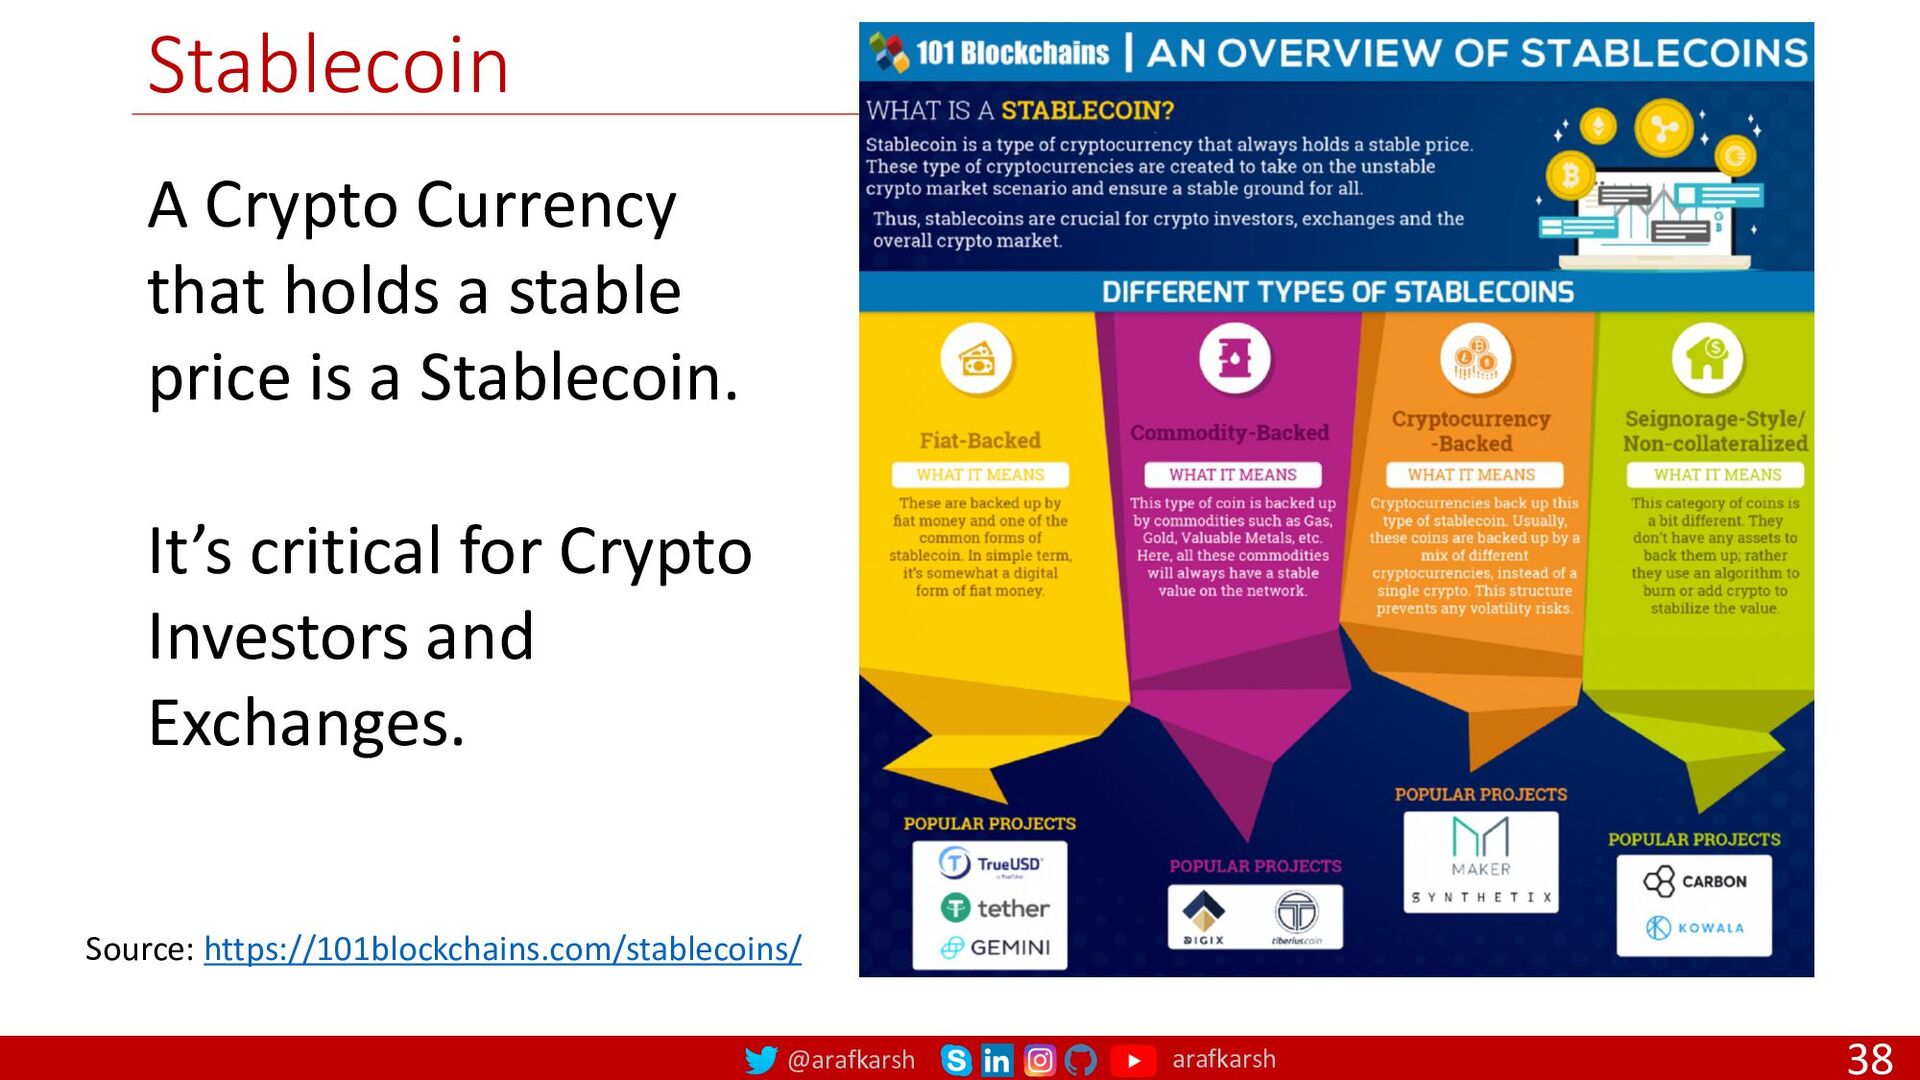 Stablecoin
A Crypto Currency
that holds a stable
price is a Stablecoin.
It’s critical for Crypto
Investors and
Exchanges.
Source: https://101blockchains.com/stablecoins/
101 Blockchains | AN OVERVIEW OF STABLECOINS
WHAT IS A STABLECOIN?
Stablecoin is a type of cryptocurrency that always holds a stable price.
These type of cryptocurrencies are created to take on the unstable
crypto market scenario and ensure a stable ground for all.
Thus, stablecoins are crucial for crypto investors, exchanges and the
overall crypto market.
DIFFERENT TYPES OF STABLECOINS
Fiat-Backed
WHAT IT MEANS
These are backed up by
fiat money and one of the
common forms of
stablecoin. In simple term,
it's somewhat a digital
form of fiat money.
POPULAR PROJECTS
TrueUSD
tether
GEMINI
Commodity-Backed
WHAT IT MEANS
This type of coin is backed up
by commodities such as Gas,
Gold, Valuable Metals, etc.
Here, all these commodities
will always have a stable
value on the network.
POPULAR PROJECTS
DIGIX
tiberiuscoin
Cryptocurrency
-Backed
WHAT IT MEANS
Cryptocurrencies back up this
type of stablecoin. Usually,
these coins are backed up by a
mix of different
cryptocurrencies, instead of a
single crypto. This structure
prevents any volatility risks.
POPULAR PROJECTS
MAKER
SYNTHETIX
Seignorage-Style/
Non-collateralized
WHAT IT MEANS
This category of coins is
a bit different. They
don't have any assets to
back them up; rather
they use an algorithm to
burn or add crypto to
stabilize the value.
POPULAR PROJECTS
CARBON
KOWALA
@arafkarsh
arafkarsh
38